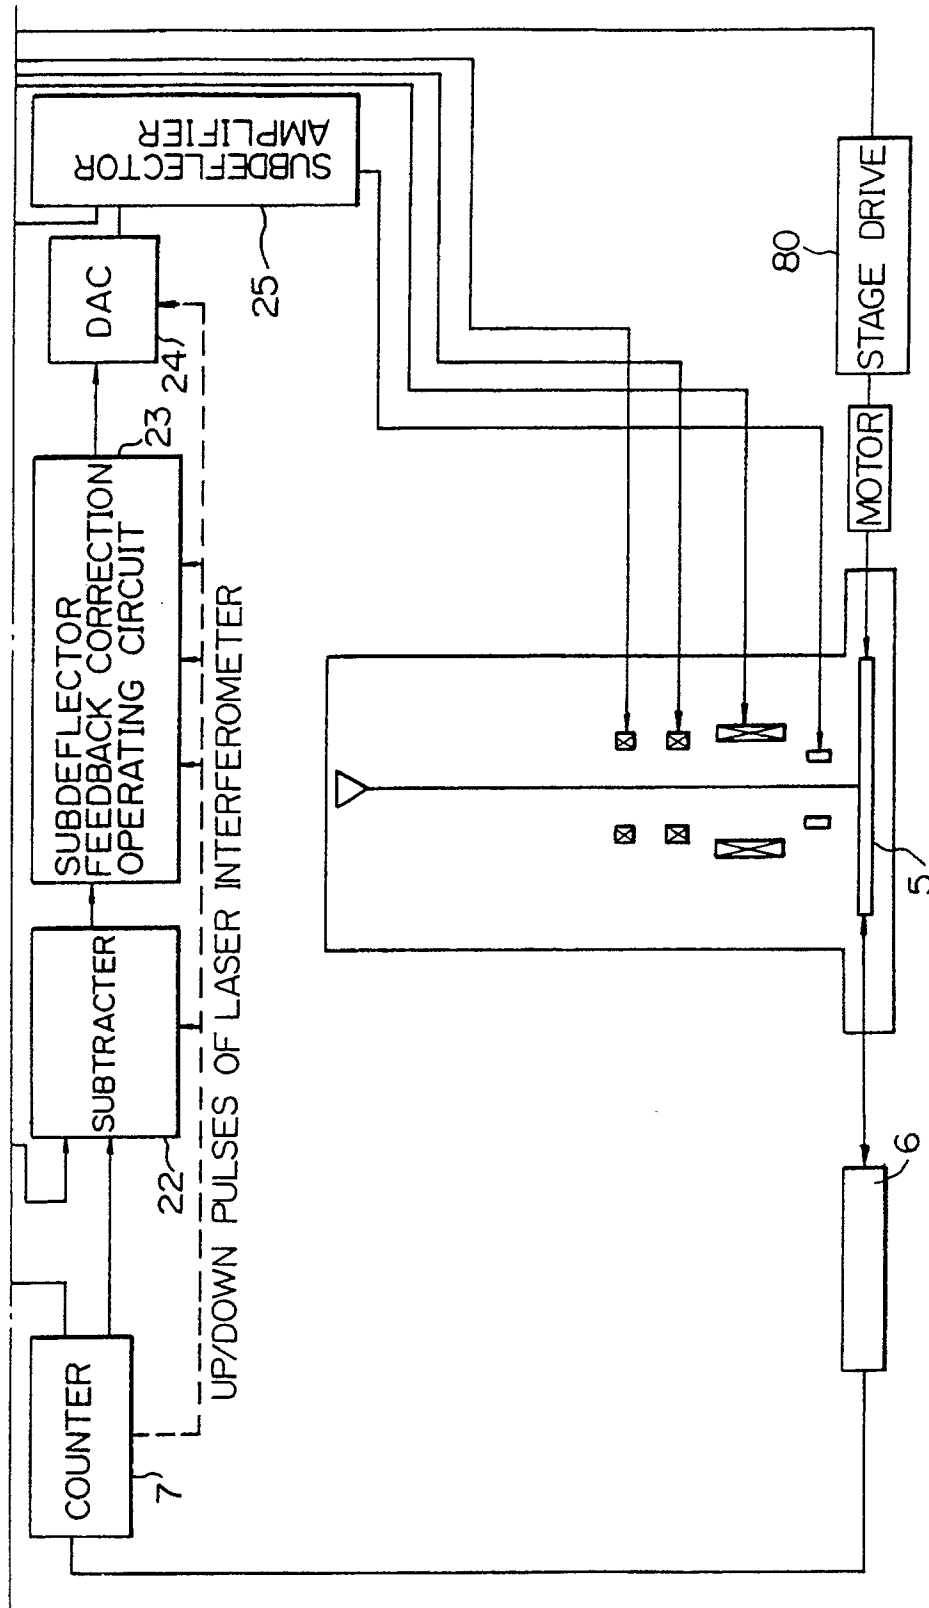 COUNTER
7
SUBTRACTER
22
SUBDEFLECTOR
FEEDBACK CORRECTION
OPERATING CIRCUIT
23
DAC
24
SUBDEFLECTOR
AMPLIFIER
25
UP/DOWN PULSES OF LASER INTERFEROMETER
6
5
MOTOR
STAGE DRIVE
80